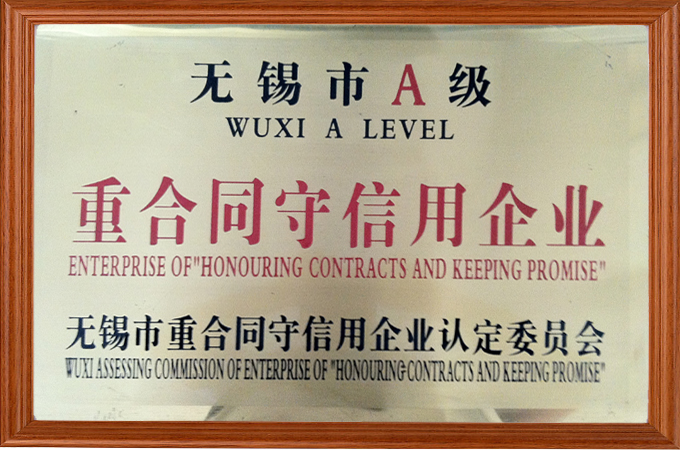 无锡市A级
WUXI A LEVEL
重合同守信用企业
ENTERPRISE OF"HONOURING CONTRACTS AND KEEPING PROMISE"
无锡市重合同守信用企业认定委员会
WUXI ASSESSING COMMISSION OF ENTERPRISE OF "HONOURING CONTRACTS AND KEEPING PROMISE"